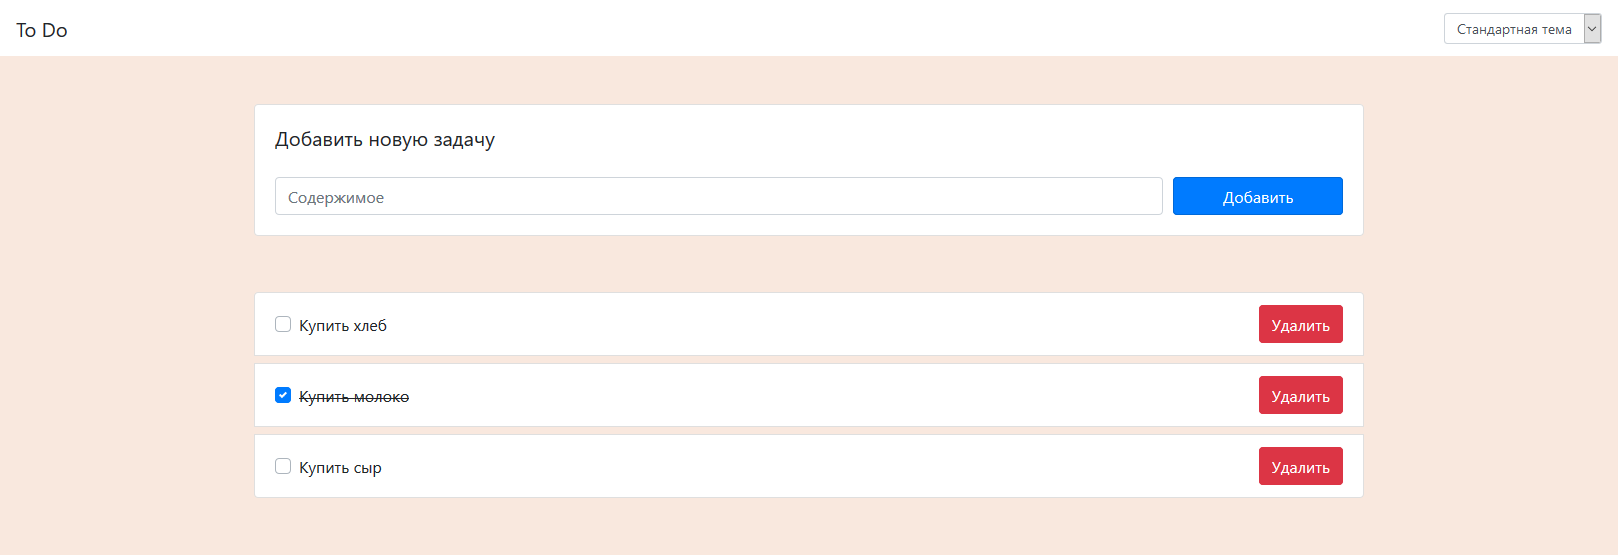 To Do
Стандартная тема
Добавить новую задачу
Содержимое
Добавить
Купить хлеб
Удалить
Купить молоко
Удалить
Купить сыр
Удалить